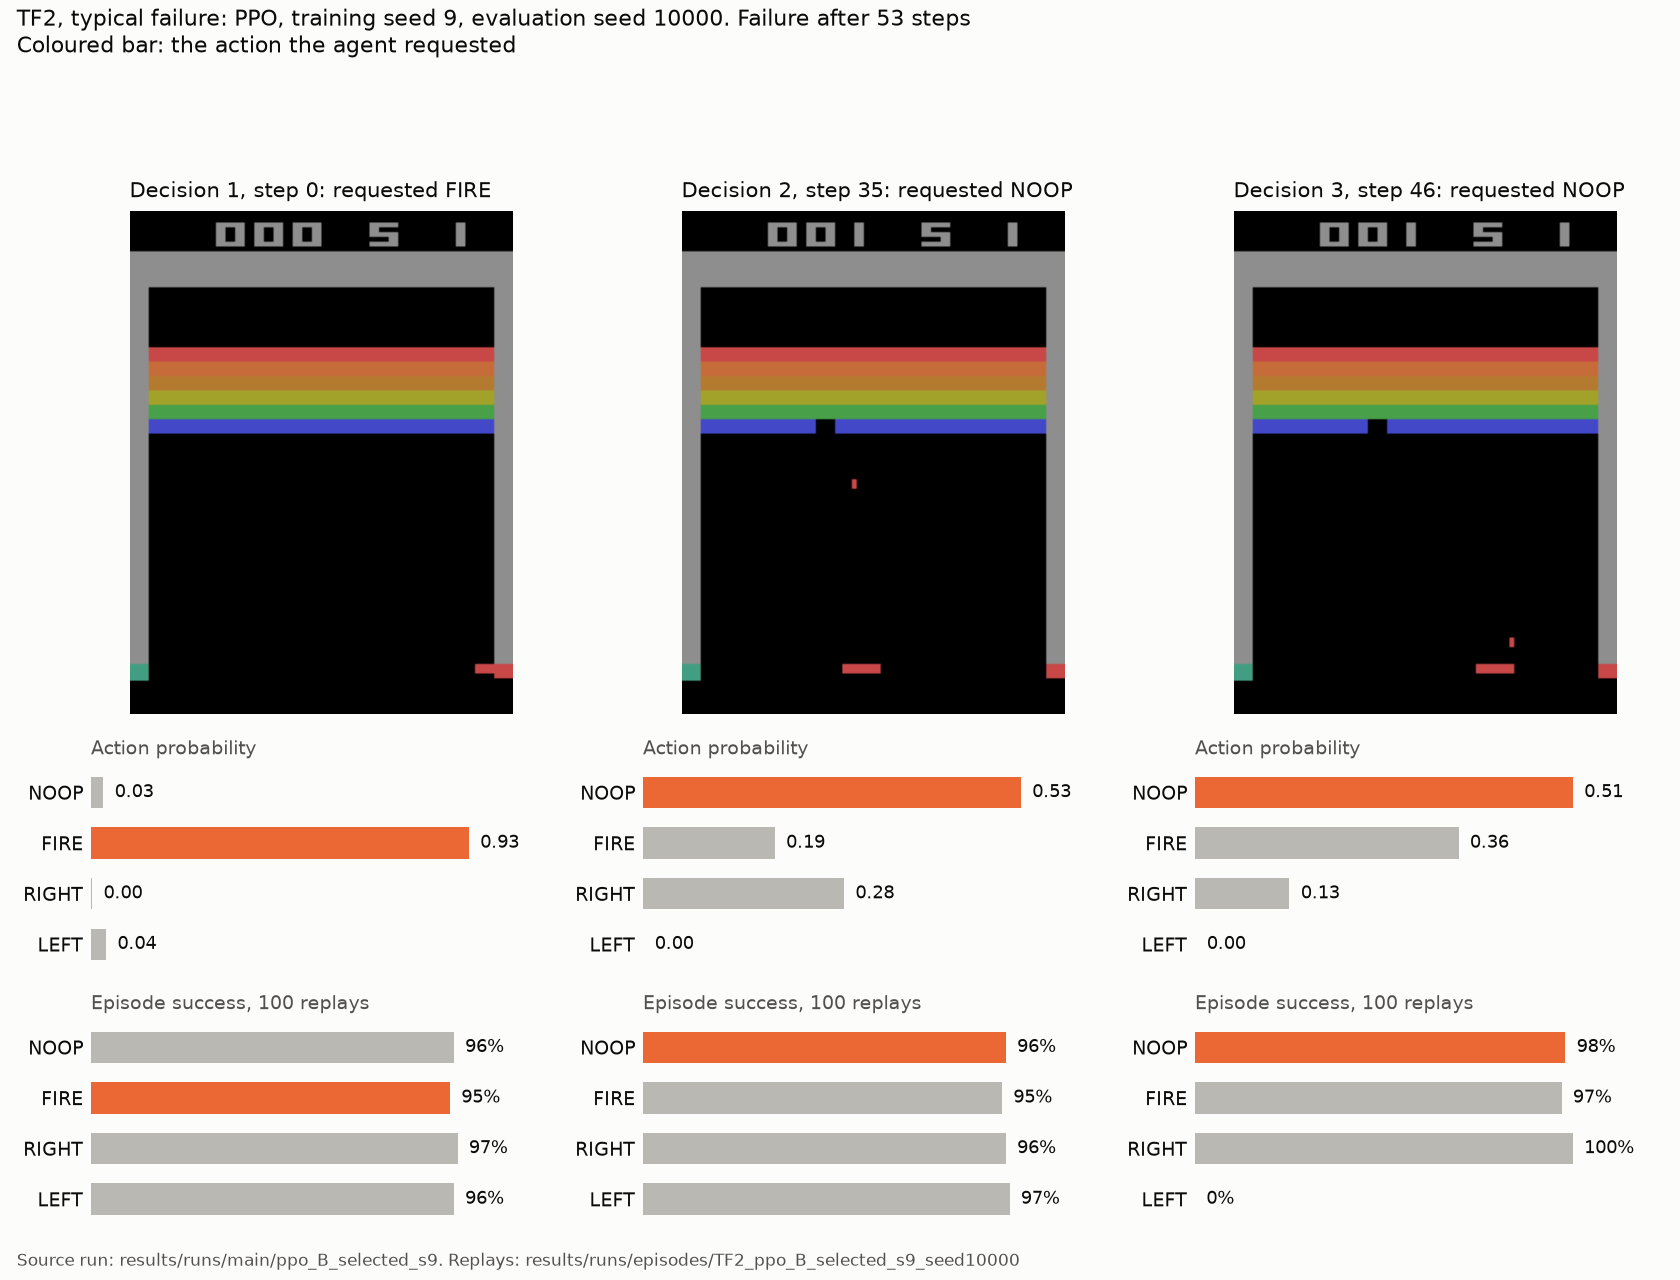 TF2, typical failure: PPO, training seed 9, evaluation seed 10000. Failure after 53 steps
Coloured bar: the action the agent requested
Decision 1, step 0: requested FIRE
000 5 1
Action probability
NOOP 0.03
FIRE 0.93
RIGHT 0.00
LEFT 0.04
Episode success, 100 replays
NOOP 96%
FIRE 95%
RIGHT 97%
LEFT 96%
Decision 2, step 35: requested NOOP
001 5 1
Action probability
NOOP 0.53
FIRE 0.19
RIGHT 0.28
LEFT 0.00
Episode success, 100 replays
NOOP 96%
FIRE 95%
RIGHT 96%
LEFT 97%
Decision 3, step 46: requested NOOP
001 5 1
Action probability
NOOP 0.51
FIRE 0.36
RIGHT 0.13
LEFT 0.00
Episode success, 100 replays
NOOP 98%
FIRE 97%
RIGHT 100%
LEFT 0%
Source run: results/runs/main/ppo_B_selected_s9. Replays: results/runs/episodes/TF2_ppo_B_selected_s9_seed10000